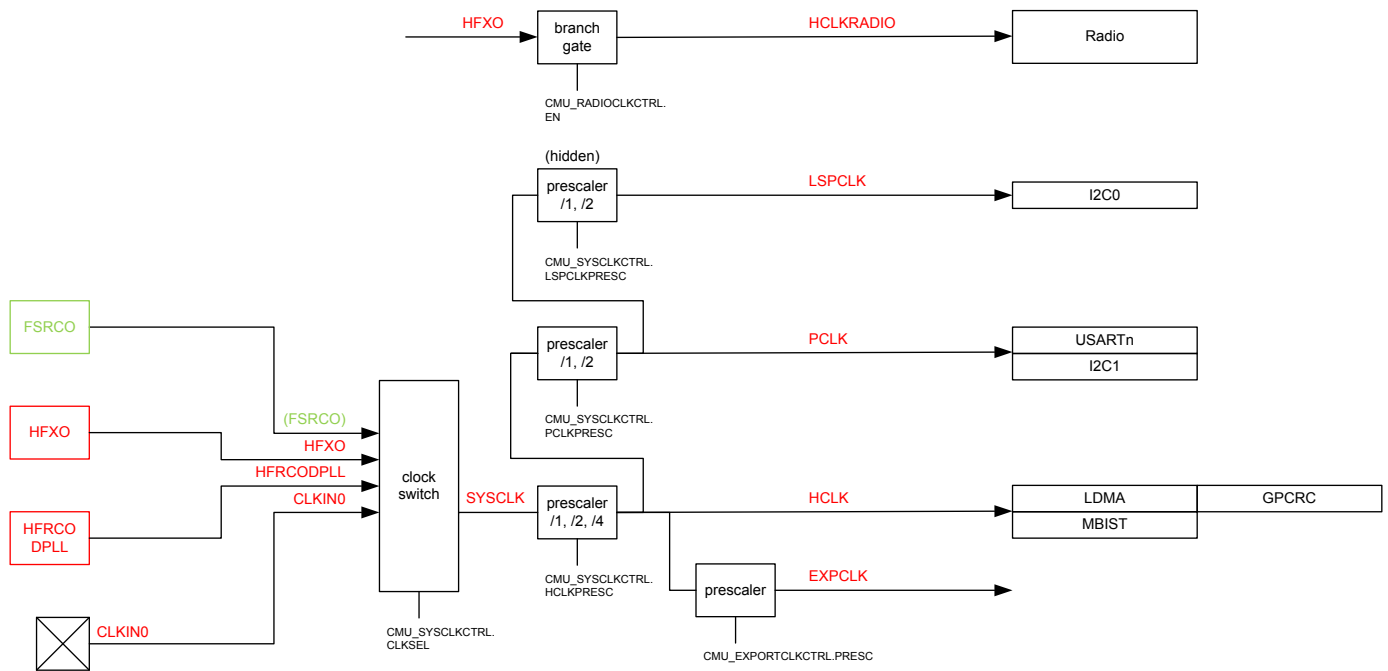 HFXO
branch
gate
HCLKRADIO
Radio
CMU_RADIOCLKCTRL.
EN
(hidden)
prescaler
/1, /2
LSPCLK
I2C0
CMU_SYSCLKCTRL.
LSPCLKPRESC
FSRCO
prescaler
/1, /2
PCLK
USARTn
I2C1
CMU_SYSCLKCTRL.
PCLKPRESC
HFXO
(FSRCO)
HFXO
HFRCODPLL
CLKIN0
clock
switch
SYSCLK
prescaler
/1, /2, /4
HCLK
LDMA
GPCRC
MBIST
HFRCO
DPLL
CMU_SYSCLKCTRL.
HCLKPRESC
prescaler
EXPCLK
CLKIN0
CMU_SYSCLKCTRL.
CLKSEL
CMU_EXPORTCLKCTRL.PRESC